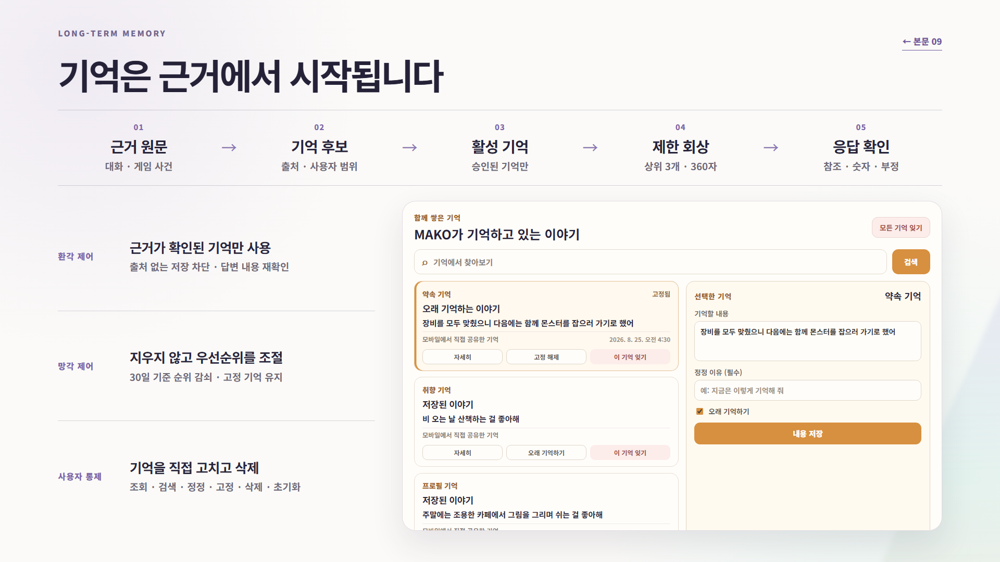 LONG-TERM MEMORY
← 본문 09
기억은 근거에서 시작됩니다
01
근거 원문
대화 · 게임 사건
→
02
기억 후보
출처 · 사용자 범위
→
03
활성 기억
승인된 기억만
→
04
제한 회상
상위 3개 · 360자
→
05
응답 확인
참조 · 숫자 · 부정
환각 제어
근거가 확인된 기억만 사용
출처 없는 저장 차단 · 답변 내용 재확인
망각 제어
지우지 않고 우선순위를 조절
30일 기준 순위 감쇠 · 고정 기억 유지
사용자 통제
기억을 직접 고치고 삭제
조회 · 검색 · 정정 · 고정 · 삭제 · 초기화
함께 쌓은 기억
MAKO가 기억하고 있는 이야기
모든 기억 잊기
기억에서 찾아보기
검색
약속 기억
고정됨
오래 기억하는 이야기
장비를 모두 맞췄으니 다음에는 함께 몬스터를 잡으러 가기로 했어
모바일에서 직접 공유한 기억
2026. 8. 25. 오전 4:30
자세히
고정 해제
이 기억 잊기
취향 기억
저장된 이야기
비 오는 날 산책하는 걸 좋아해
모바일에서 직접 공유한 기억
자세히
오래 기억하기
이 기억 잊기
프로필 기억
저장된 이야기
주말에는 조용한 카페에서 그림을 그리며 쉬는 걸 좋아해
모바일에서 직접 공유한 기억
선택한 기억
약속 기억
기억할 내용
장비를 모두 맞췄으니 다음에는 함께 몬스터를 잡으러 가기로 했어
정정 이유 (필수)
예: 지금은 이렇게 기억해 줘
오래 기억하기
내용 저장